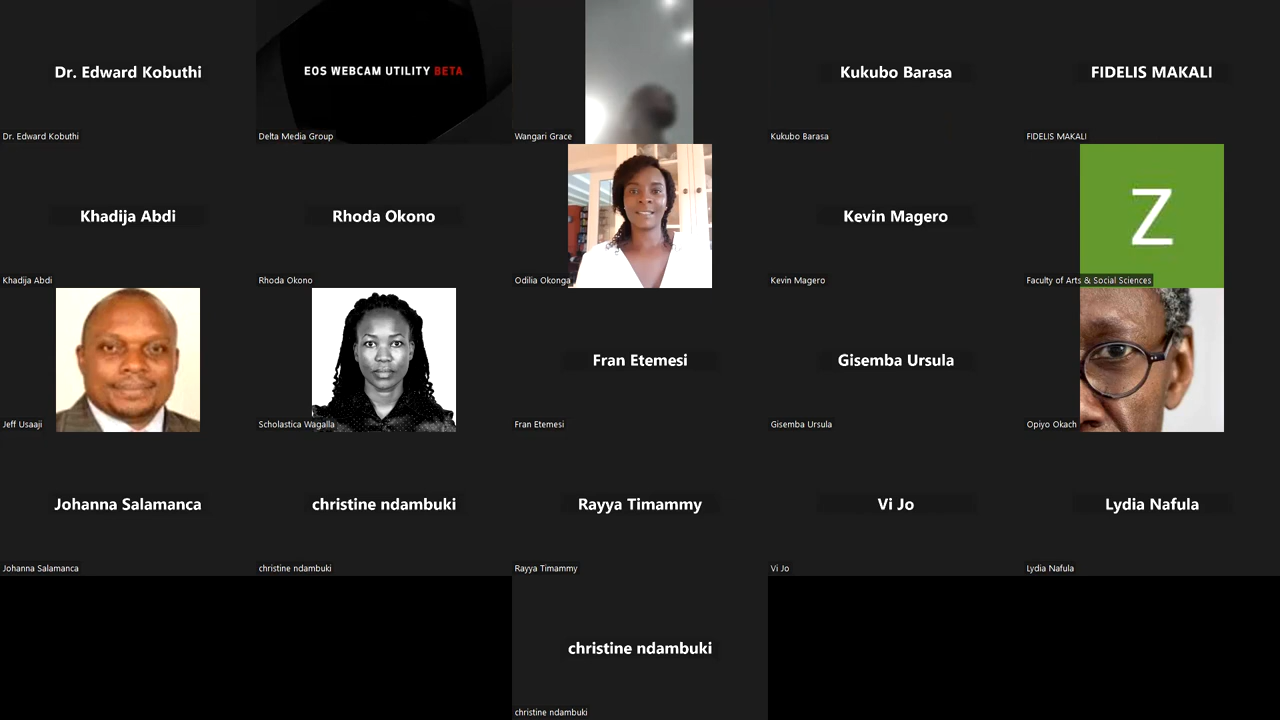 Dr. Edward Kobuthi
EOS WEBCAM UTILITY BETA
Kukubo Barasa
FIDELIS MAKALI
Dr. Edward Kobuthi
Delta Media Group
Wangari Grace
Kukubo Barasa
FIDELIS MAKALI
Khadija Abdi
Rhoda Okono
Kevin Magero
Z
Khadija Abdi
Rhoda Okono
Odilia Okonga
Kevin Magero
Faculty of Arts & Social Sciences
Fran Etemesi
Gisemba Ursula
Jeff Usaaji
Scholastica Wagalla
Fran Etemesi
Gisemba Ursula
Opiyo Okach
Johanna Salamanca
christine ndambuki
Rayya Timammy
Vi Jo
Lydia Nafula
Johanna Salamanca
christine ndambuki
Rayya Timammy
Vi Jo
Lydia Nafula
christine ndambuki
christine ndambuki